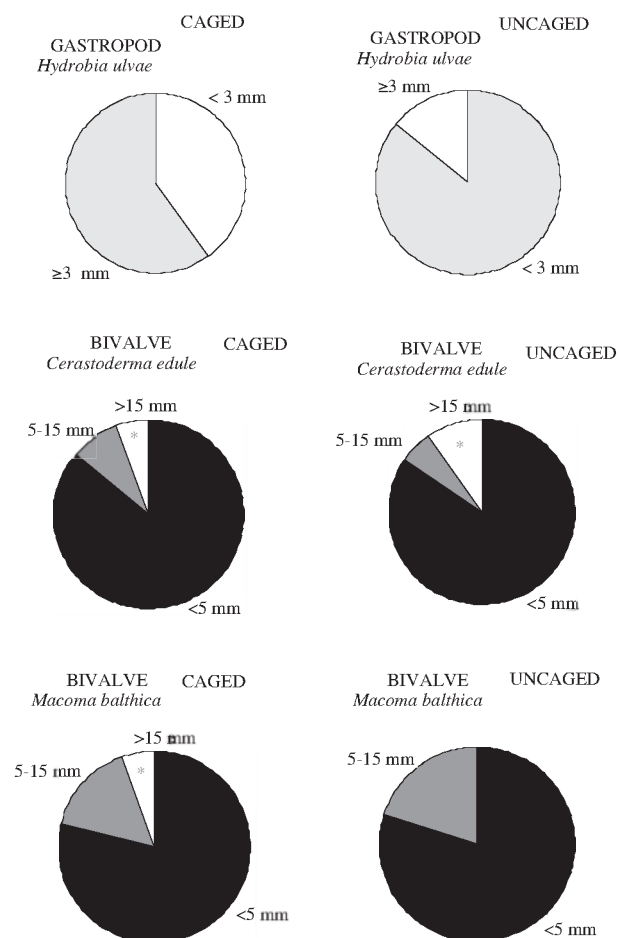 CAGED
GASTROPOD
Hydrobia ulvae
< 3 mm
≥3 mm
UNCAGED
GASTROPOD
Hydrobia ulvae
≥3 mm
< 3 mm
BIVALVE CAGED
Cerastoderma edule
>15 mm
5-15 mm
*
<5 mm
BIVALVE UNCAGED
Cerastoderma edule
>15 mm
5-15 mm
*
<5 mm
BIVALVE CAGED
Macoma balthica
>15 mm
5-15 mm
*
<5 mm
BIVALVE UNCAGED
Macoma balthica
5-15 mm
<5 mm